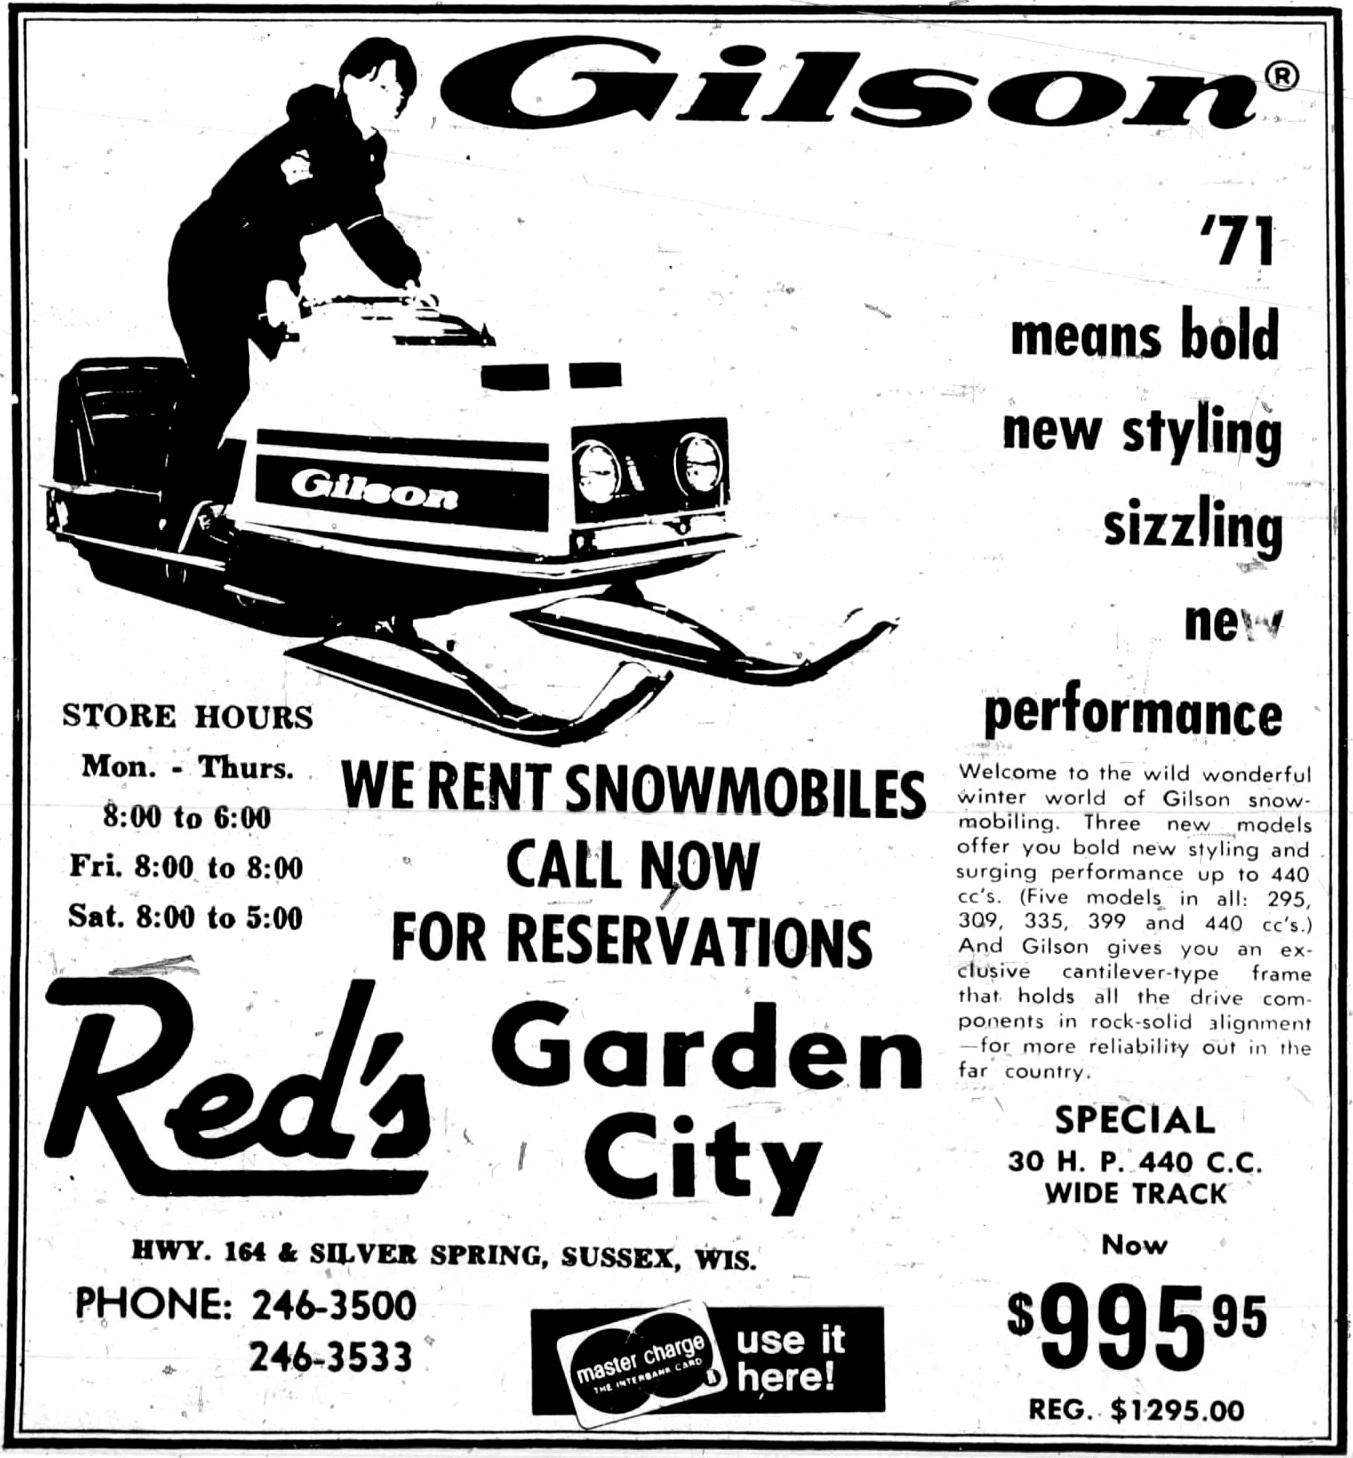 Gilson®
'71
means bold
new styling
sizzling
new
performance
Gilson
STORE HOURS
Mon. - Thurs.
8:00 to 6:00
Fri. 8:00 to 8:00
Sat. 8:00 to 5:00
WE RENT SNOWMOBILES
CALL NOW
FOR RESERVATIONS
Welcome to the wild wonderful
winter world of Gilson snow-
mobiling. Three new models
offer you bold new styling and
surging performance up to 440
cc's. (Five models in all: 295,
309, 335, 399 and 440 cc's.)
And Gilson gives you an ex-
clusive cantilever-type frame
that holds all the drive com-
ponents in rock-solid alignment
—for more reliability out in the
far country.
Red's Garden
City
HWY. 164 & SILVER SPRING, SUSSEX, WIS.
PHONE: 246-3500
246-3533
master charge
THE INTERBANK CARD
use it
here!
SPECIAL
30 H. P. 440 C.C.
WIDE TRACK
Now
$995 95
REG. $1295.00